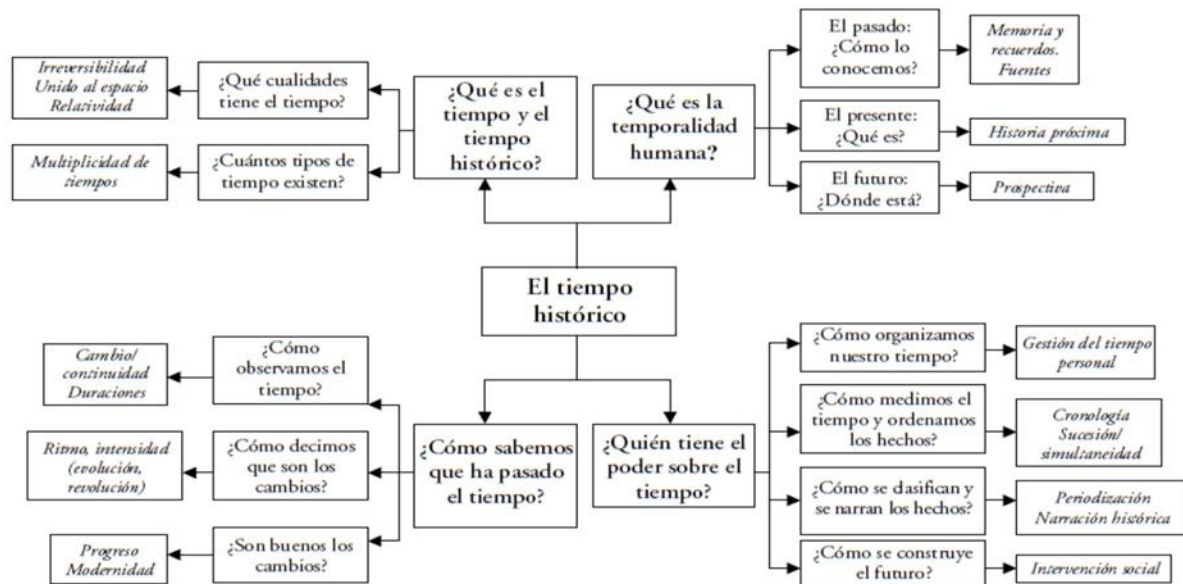 Irreversibilidad
Unido al espacio
Relatividad
¿Qué cualidades
tiene el tiempo?
Multiplicidad de
tiempos
¿Cuántos tipos de
tiempo existen?
¿Qué es el
tiempo y el
tiempo
histórico?
¿Qué es la
temporalidad
humana?
El pasado:
¿Cómo lo
conocemos?
Memoria y
recuerdos.
Fuentes
El presente:
¿Qué es?
Historia próxima
El futuro:
¿Dónde está?
Prospectiva
El tiempo
histórico
Cambio/
continuidad
Duraciones
¿Cómo
observamos el
tiempo?
Ritmo, intensidad
(evolución,
revolución)
¿Cómo decimos
que son los
cambios?
Progreso
Modernidad
¿Son buenos los
cambios?
¿Cómo sabemos
que ha pasado
el tiempo?
¿Quién tiene el
poder sobre el
tiempo?
¿Cómo organizamos
nuestro tiempo?
Gestión del tiempo
personal
¿Cómo medimos el
tiempo y ordenamos
los hechos?
Cronología
Sucesión/
simultaneidad
¿Cómo se clasifican y
se narran los hechos?
Periodización
Narración histórica
¿Cómo se construye
el futuro?
Intervención social